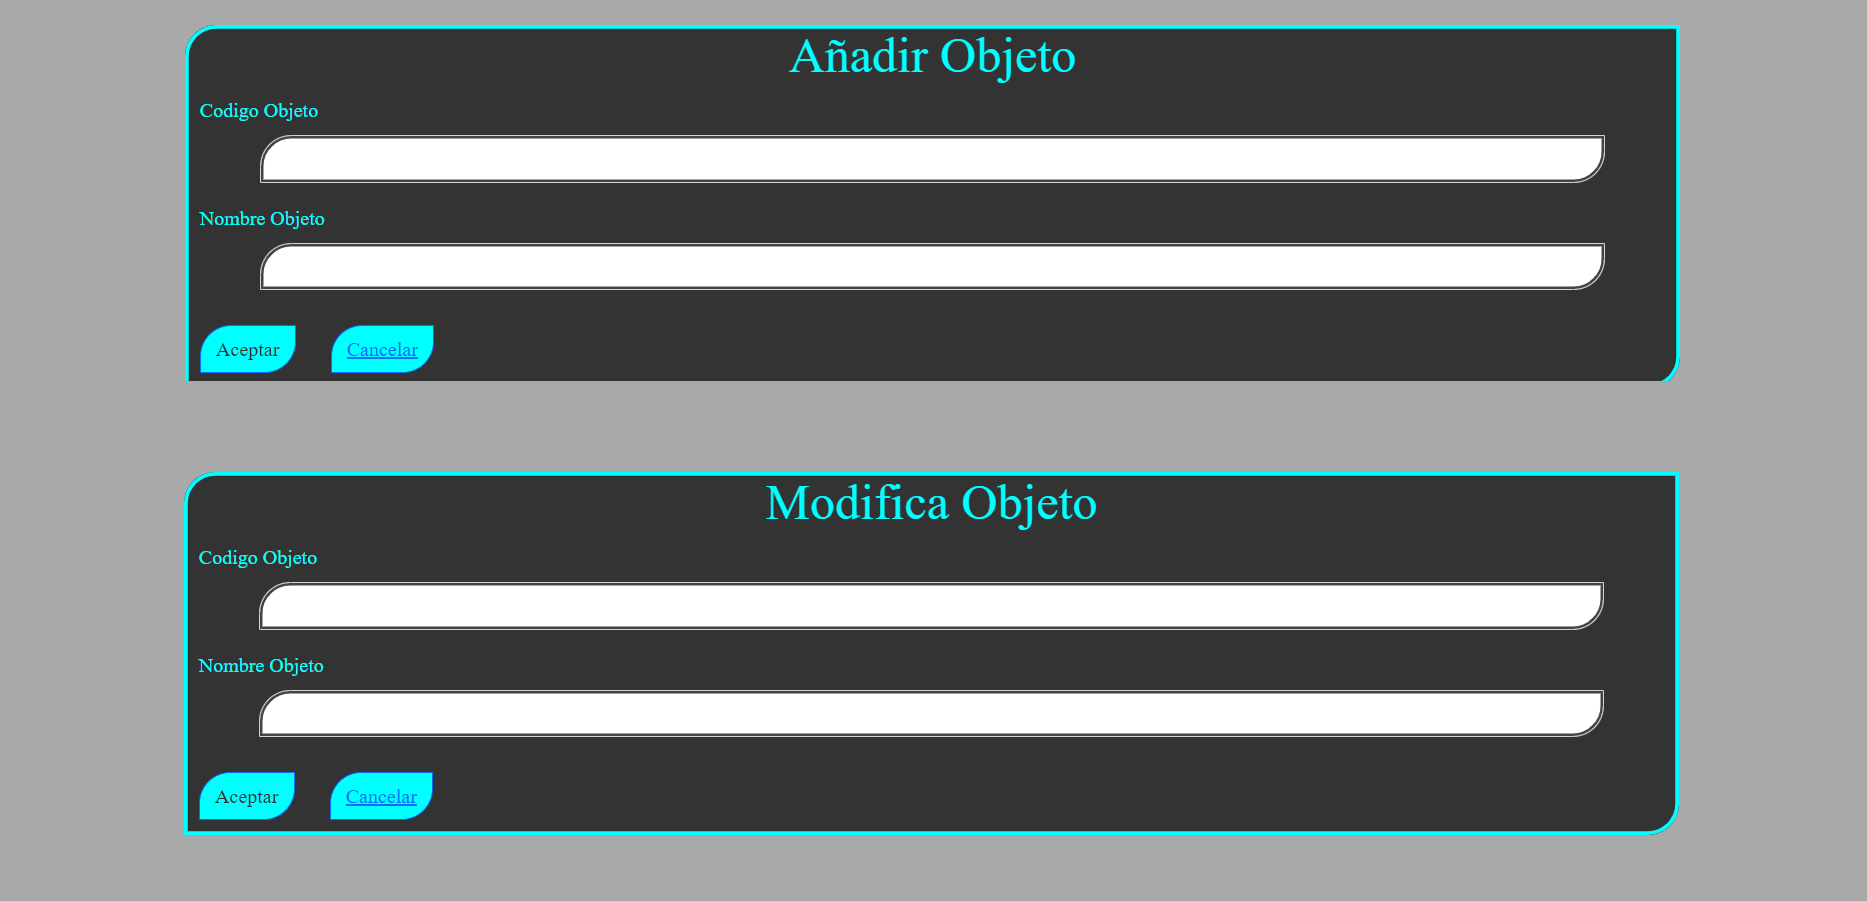 Añadir Objeto
Codigo Objeto
Nombre Objeto
Aceptar Cancelar
Modifica Objeto
Codigo Objeto
Nombre Objeto
Aceptar Cancelar